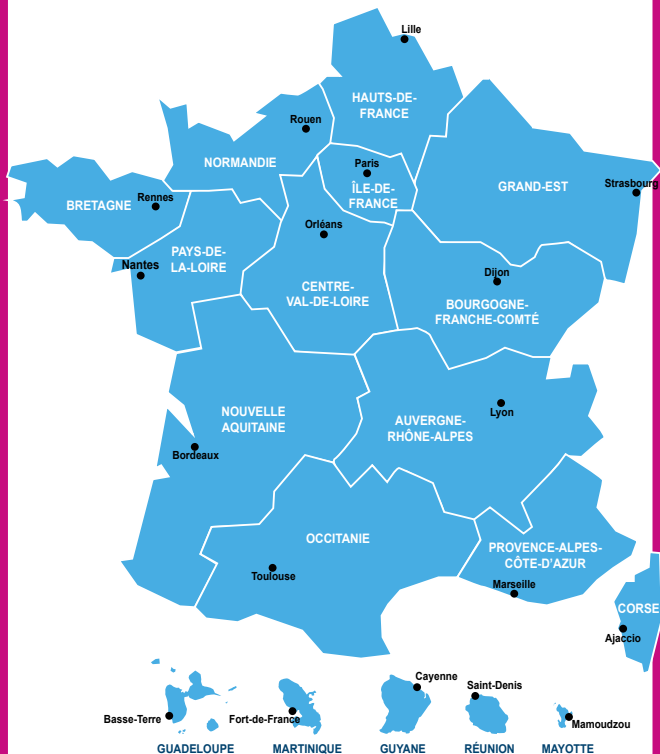 Lille
HAUTS-DE-
FRANCE
Rouen
NORMANDIE
Paris
ÎLE-DE-
FRANCE
GRAND-EST
Strasbourg
BRETAGNE
Rennes
Orléans
PAYS-DE-
LA-LOIRE
Nantes
CENTRE-
VAL-DE-LOIRE
Dijon
BOURGOGNE-
FRANCHE-COMTÉ
NOUVELLE
AQUITAINE
Bordeaux
AUVERGNE-
RHÔNE-ALPES
Lyon
OCCITANIE
Toulouse
PROVENCE-ALPES-
CÔTE-D'AZUR
Marseille
CORSE
Ajaccio
Basse-Terre
GUADELOUPE
Fort-de-France
MARTINIQUE
Cayenne
GUYANE
Saint-Denis
RÉUNION
Mamoudzou
MAYOTTE